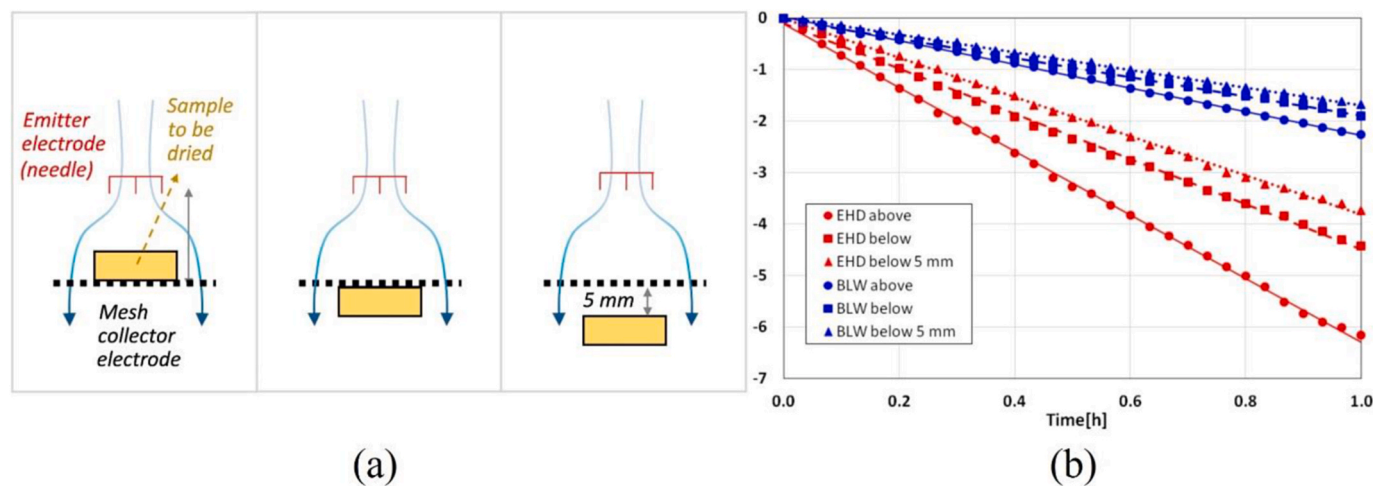 Emitter
electrode
(needle)
Sample
to be
dried
Mesh
collector
electrode
5 mm
(a)
0
-1
-2
-3
-4
-5
-6
-7
EHD above
EHD below
EHD below 5 mm
BLW above
BLW below
BLW below 5 mm
0.0 0.2 0.4 0.6 0.8 1.0
Time[h]
(b)